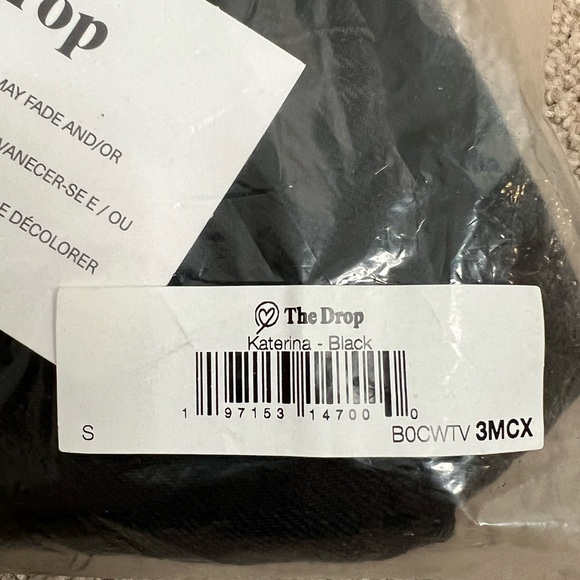 rop
MAY FADE AND/OR
VANECER-SE E / OU
E DÉCOLORER
The Drop
Katerina - Black
1 97153 14700 0
S
B0CWTV 3MCX